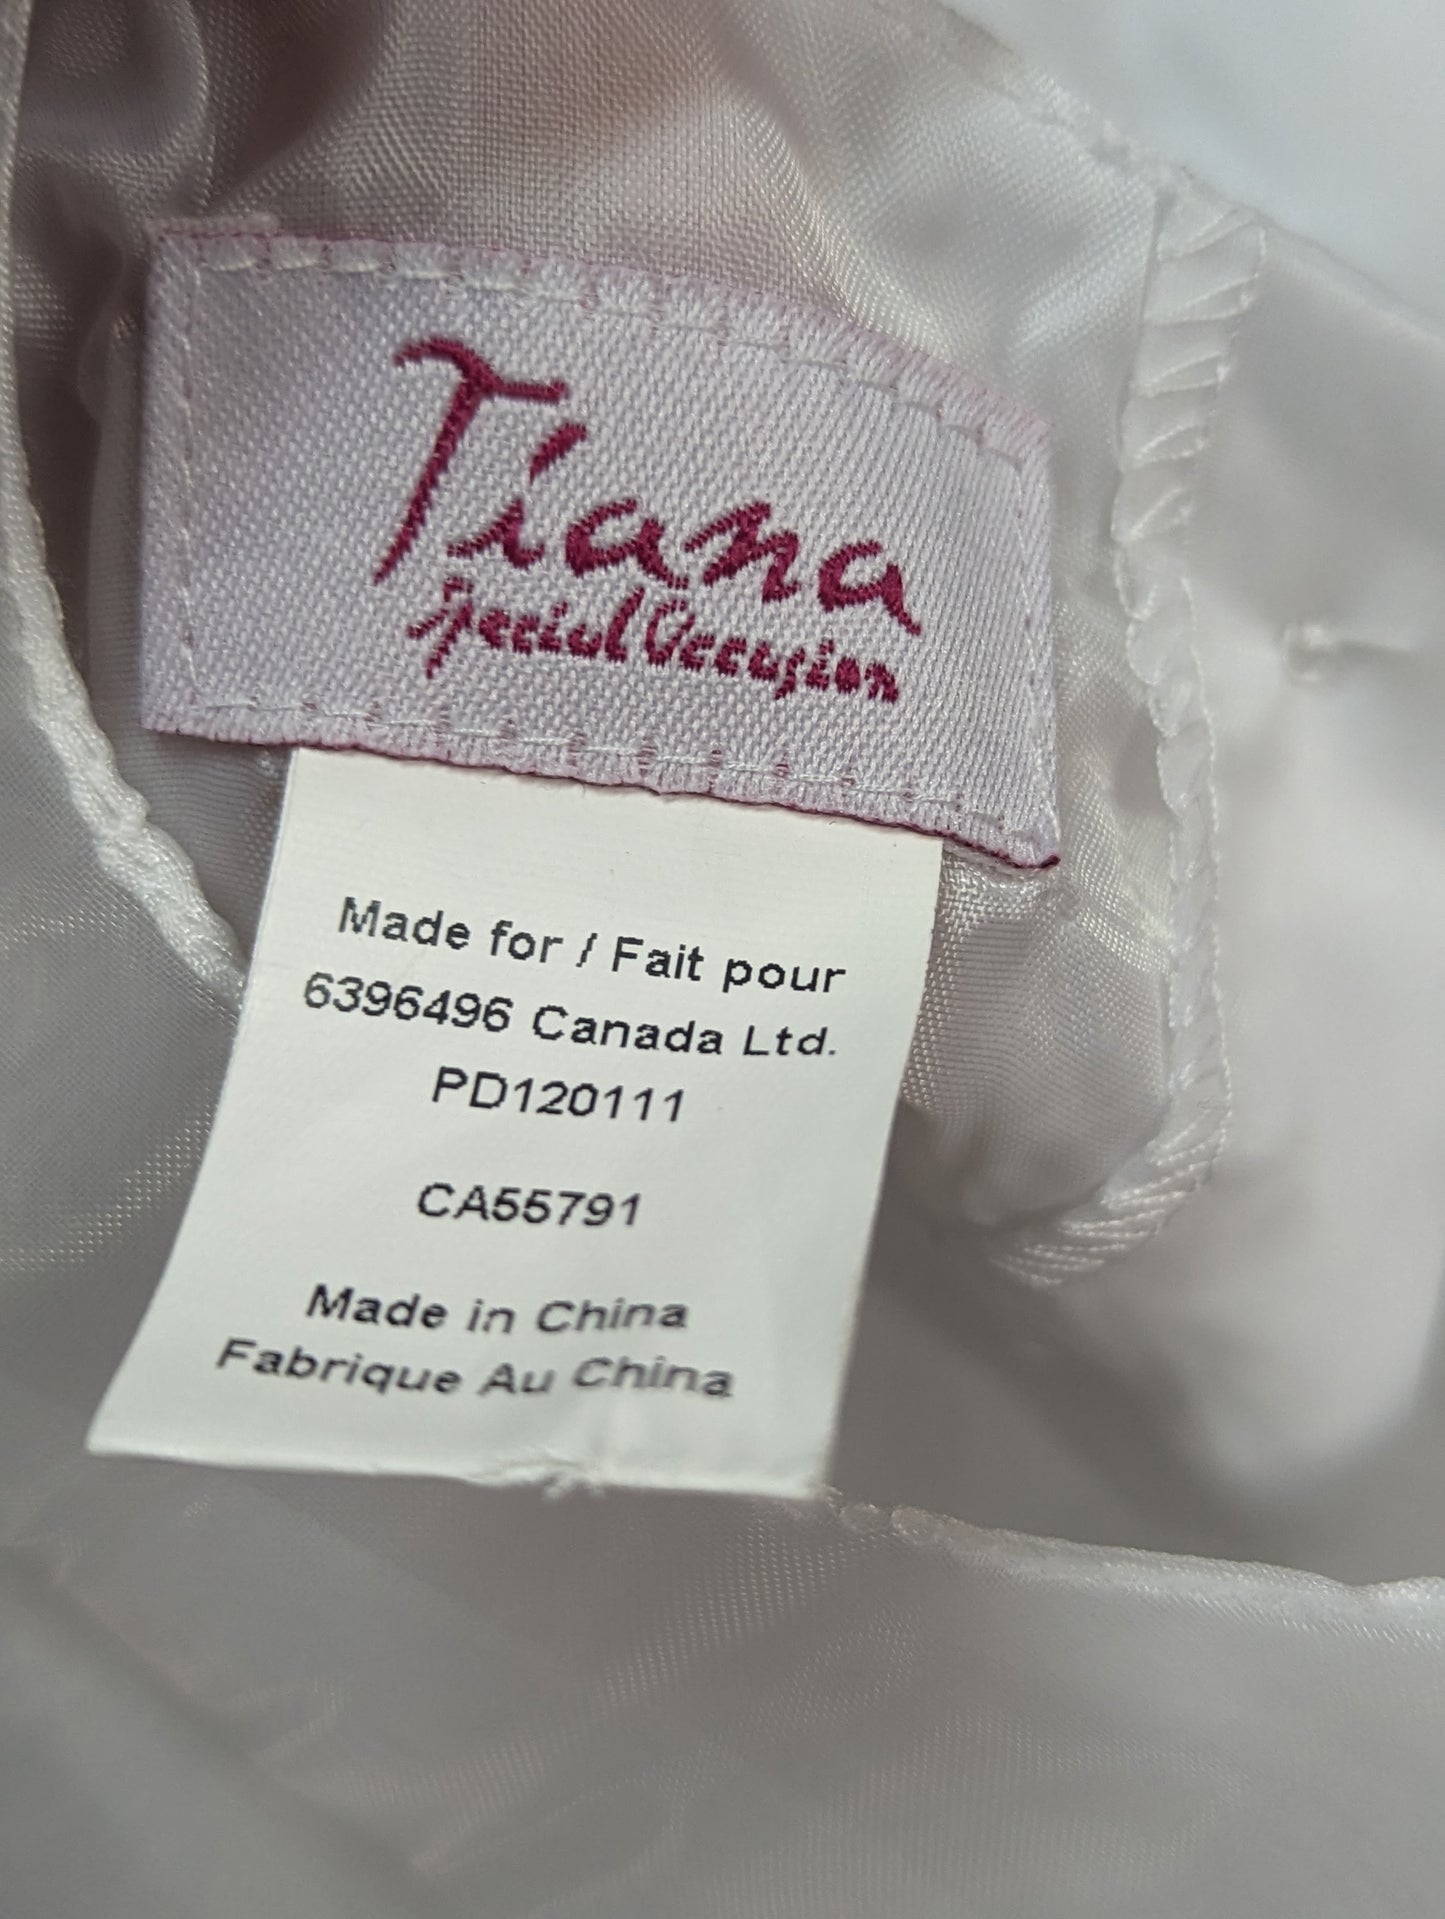 Tiana
Special Occasion
Made for / Fait pour
6396496 Canada Ltd.
PD120111
CA55791
Made in China
Fabrique Au China